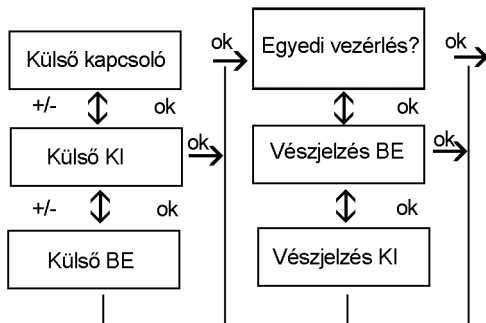 Külső kapcsoló
+/-
ok
Külső KI
ok
+/-
ok
Külső BE
ok
Egyedi vezérlés?
ok
ok
Vészjelzés BE
ok
ok
Vészjelzés KI